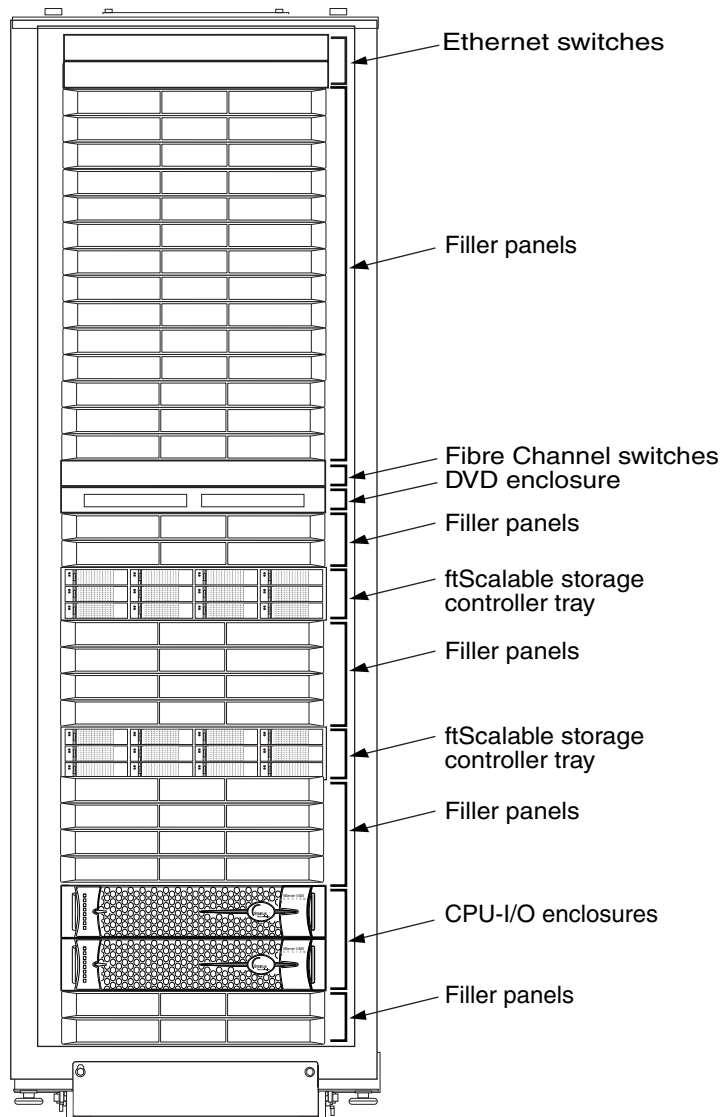 Ethernet switches
Filler panels
Fibre Channel switches
DVD enclosure
Filler panels
ftScalable storage
controller tray
Filler panels
ftScalable storage
controller tray
Filler panels
CPU-I/O enclosures
Filler panels